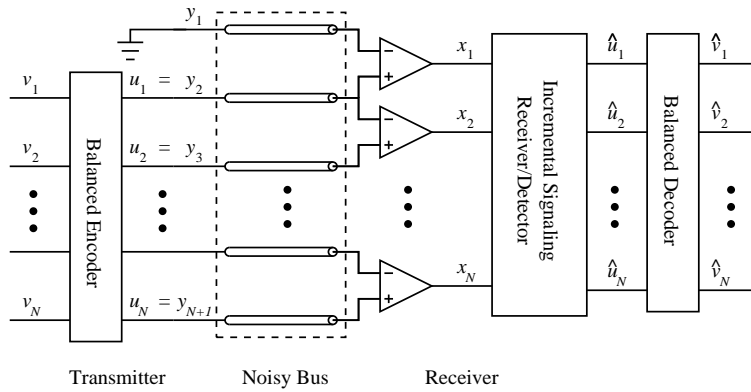 y1
v1
u1 = y2
v2
u2 = y3
vN
uN = yN+1
Balanced Encoder
−
+
−
+
−
+
x1
x2
xN
Incremental Signaling
Receiver/Detector
û1
û2
ûN
Balanced Decoder
v̂1
v̂2
v̂N
Transmitter
Noisy Bus
Receiver